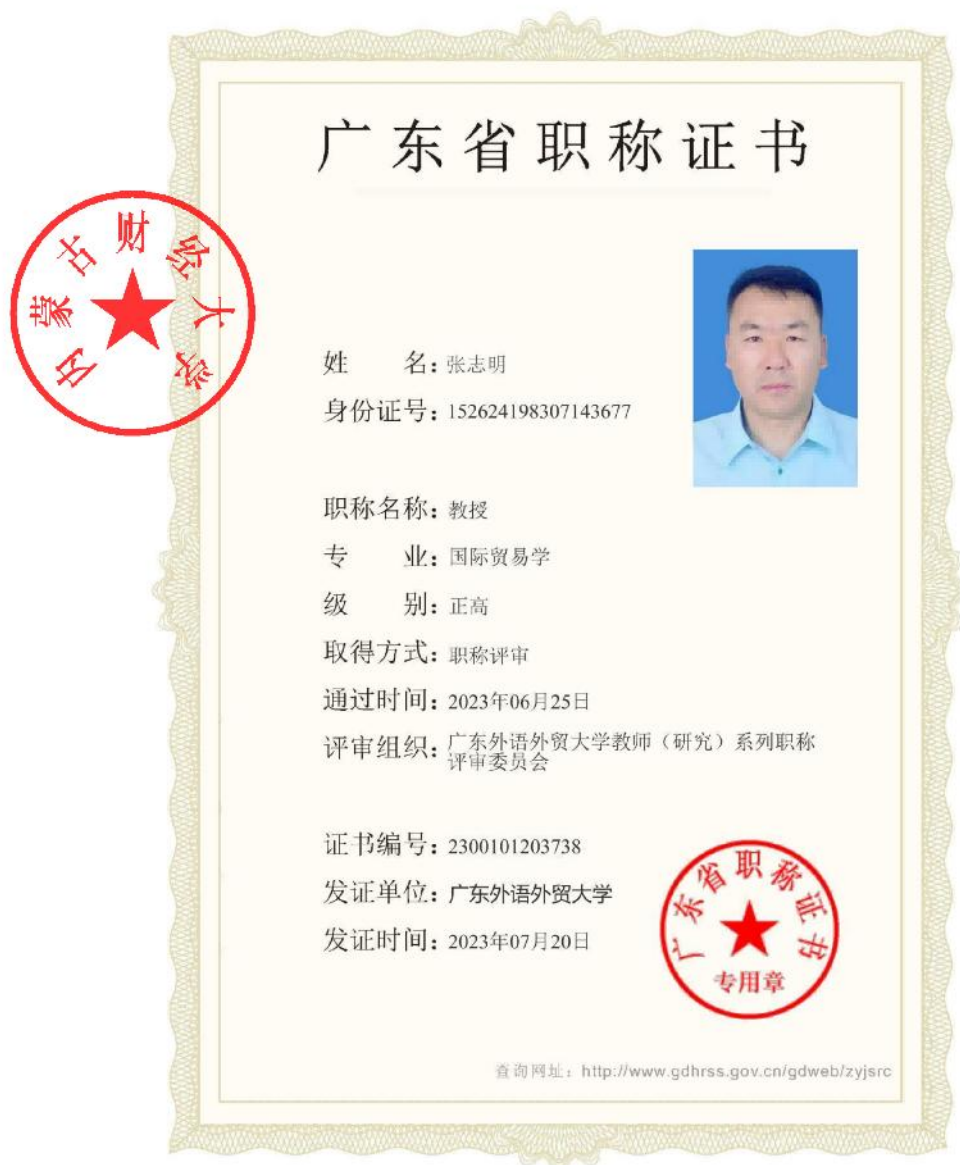 广东省职称证书
内蒙古财经大学
姓名：张志明
身份证号：152624198307143677
职称名称：教授
专业：国际贸易学
级别：正高
取得方式：职称评审
通过时间：2023年06月25日
评审组织：广东外语外贸大学教师（研究）系列职称
评审委员会
证书编号：2300101203738
发证单位：广东外语外贸大学
发证时间：2023年07月20日
广东省职称证书
专用章
查询网址：http://www.gdhrss.gov.cn/gdweb/zyjsrc